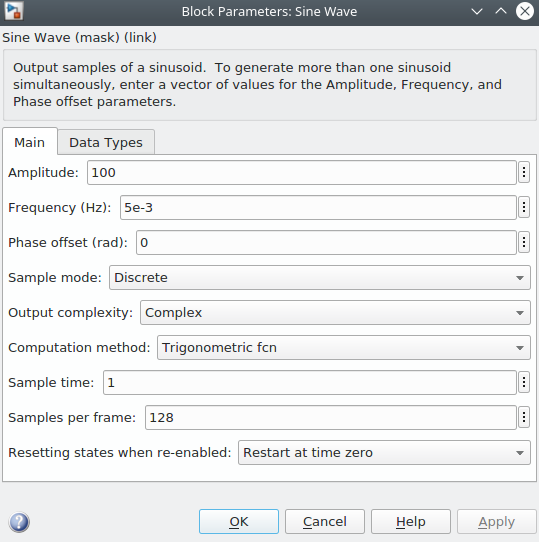 Block Parameters: Sine Wave
Sine Wave (mask) (link)
Output samples of a sinusoid.  To generate more than one sinusoid
simultaneously, enter a vector of values for the Amplitude, Frequency, and
Phase offset parameters.
Main Data Types
Amplitude: 100
Frequency (Hz): 5e-3
Phase offset (rad): 0
Sample mode: Discrete
Output complexity: Complex
Computation method: Trigonometric fcn
Sample time: 1
Samples per frame: 128
Resetting states when re-enabled: Restart at time zero
? OK Cancel Help Apply